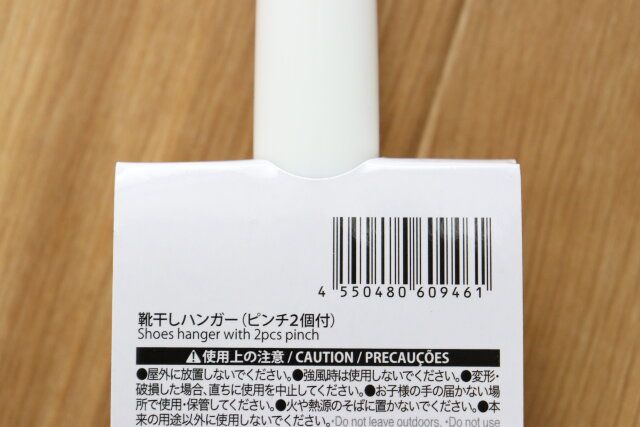 4 550480 609461
靴干しハンガー（ピンチ2個付）
Shoes hanger with 2pcs pinch
⚠使用上の注意 / CAUTION / PRECAUÇÕES
●屋外に放置しないでください。●強風時は使用しないでください。●変形・
破損した場合、直ちに使用を中止してください。●お子様の手の届かない場
所で使用・保管してください。●火や熱源のそばに置かないでください。●本
来の用途以外に使用しないでください。・Do not leave outdoors. ・Do not use